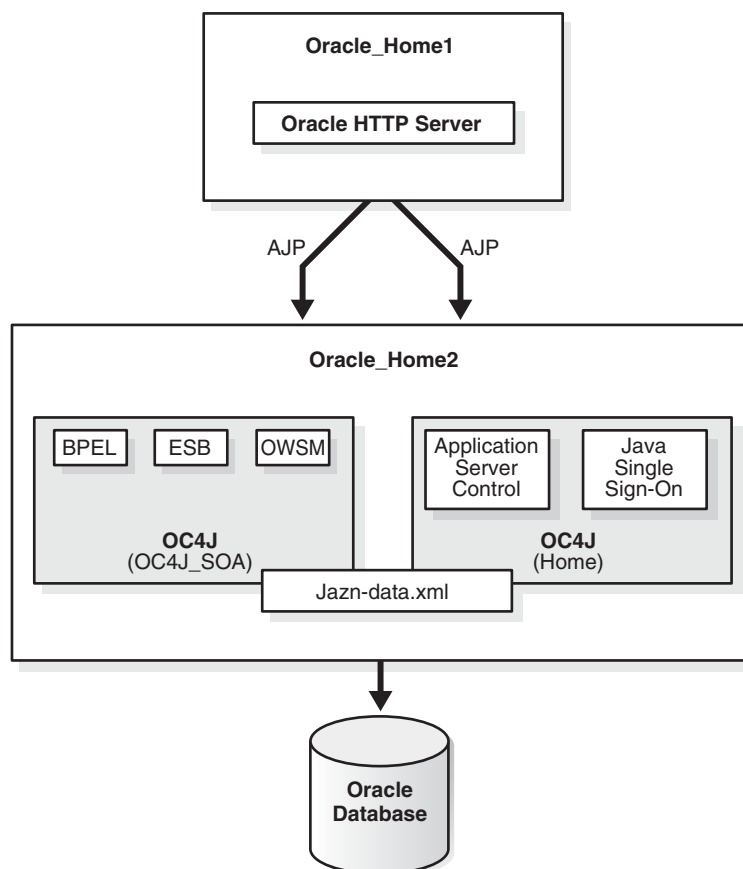 Oracle_Home1
Oracle HTTP Server
AJP
AJP
Oracle_Home2
BPEL
ESB
OWSM
OC4J
(OC4J_SOA)
Application
Server
Control
Java
Single
Sign-On
OC4J
(Home)
Jazn-data.xml
Oracle
Database